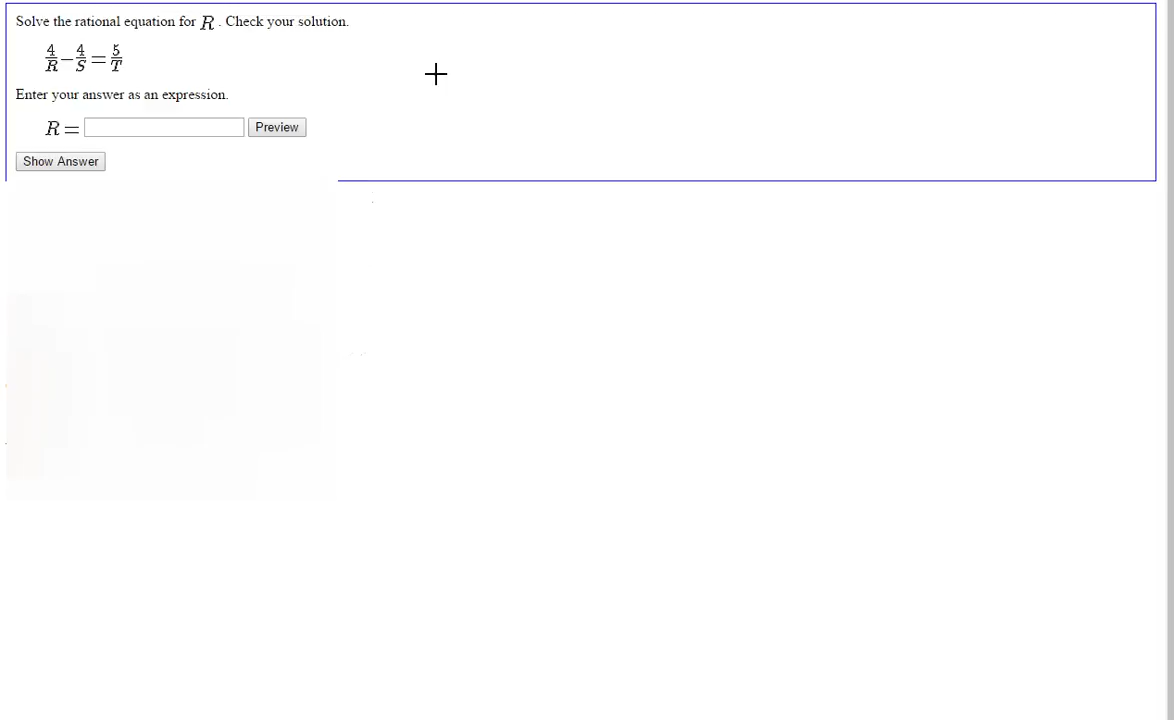 Solve the rational equation for R . Check your solution.
4/R − 4/S = 5/T
Enter your answer as an expression.
R = Preview
Show Answer